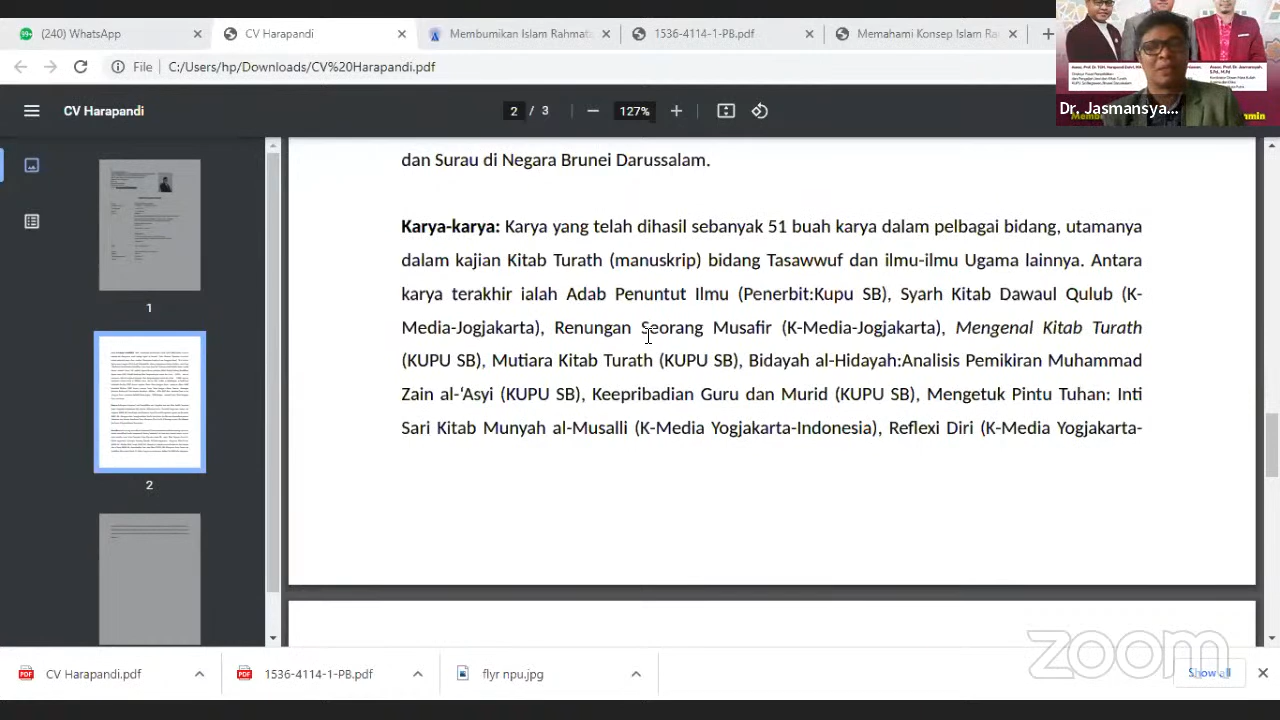 (240) WhatsApp
CV Harapandi
Membumikan Islam Rahmata
1536-4114-1-PB.pdf
Memahami Konsep Islam Ra
File
C:/Users/hp/Downloads/CV%20Harapandi.pdf
CV Harapandi
2 / 3
127%
Dr. Jasmansya...
dan Surau di Negara Brunei Darussalam.
Karya-karya: Karya yang telah dihasil sebanyak 51 buah karya dalam pelbagai bidang, utamanya
dalam kajian Kitab Turath (manuskrip) bidang Tasawwuf dan ilmu-ilmu Ugama lainnya. Antara
karya terakhir ialah Adab Penuntut Ilmu (Penerbit:Kupu SB), Syarh Kitab Dawaul Qulub (K-
Media-Jogjakarta), Renungan Seorang Musafir (K-Media-Jogjakarta), Mengenal Kitab Turath
(KUPU SB), Mutiara Kitab Turath (KUPU SB), Bidayah al-Hidayah:Analisis Pemikiran Muhammad
Zain al-‘Asyi (KUPU SB), Keepribadian Guru dan Murid (KUPU SB), Mengetuk Pintu Tuhan: Inti
Sari Kitab Munyah al-Musalli (K-Media Yogjakarta-Indonesia), Reflexi Diri (K-Media Yogjakarta-
1
2
zoom
CV Harapandi.pdf
1536-4114-1-PB.pdf
flyr npu.jpg
Show all